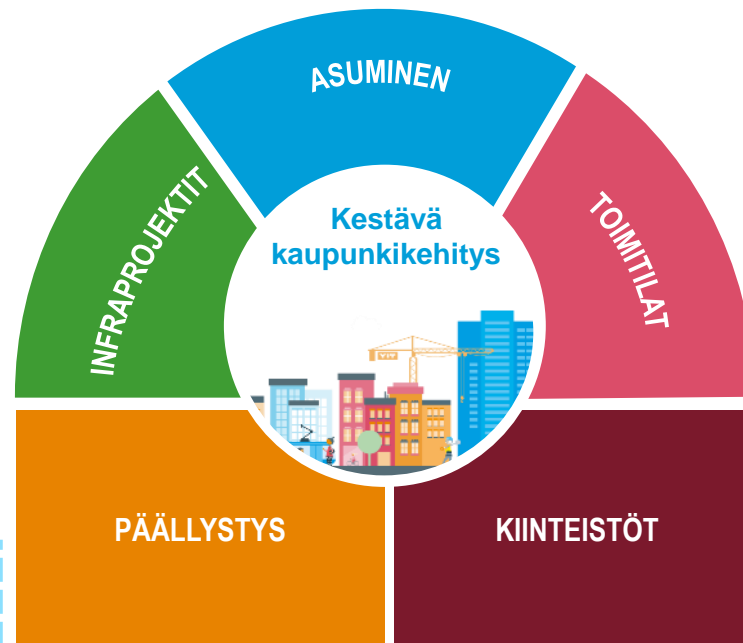 ASUMINEN
INFRAPROJEKTIT
TOIMITILAT
Kestävä
kaupunkikehitys
PÄÄLLYSTYS
KIINTEISTÖT